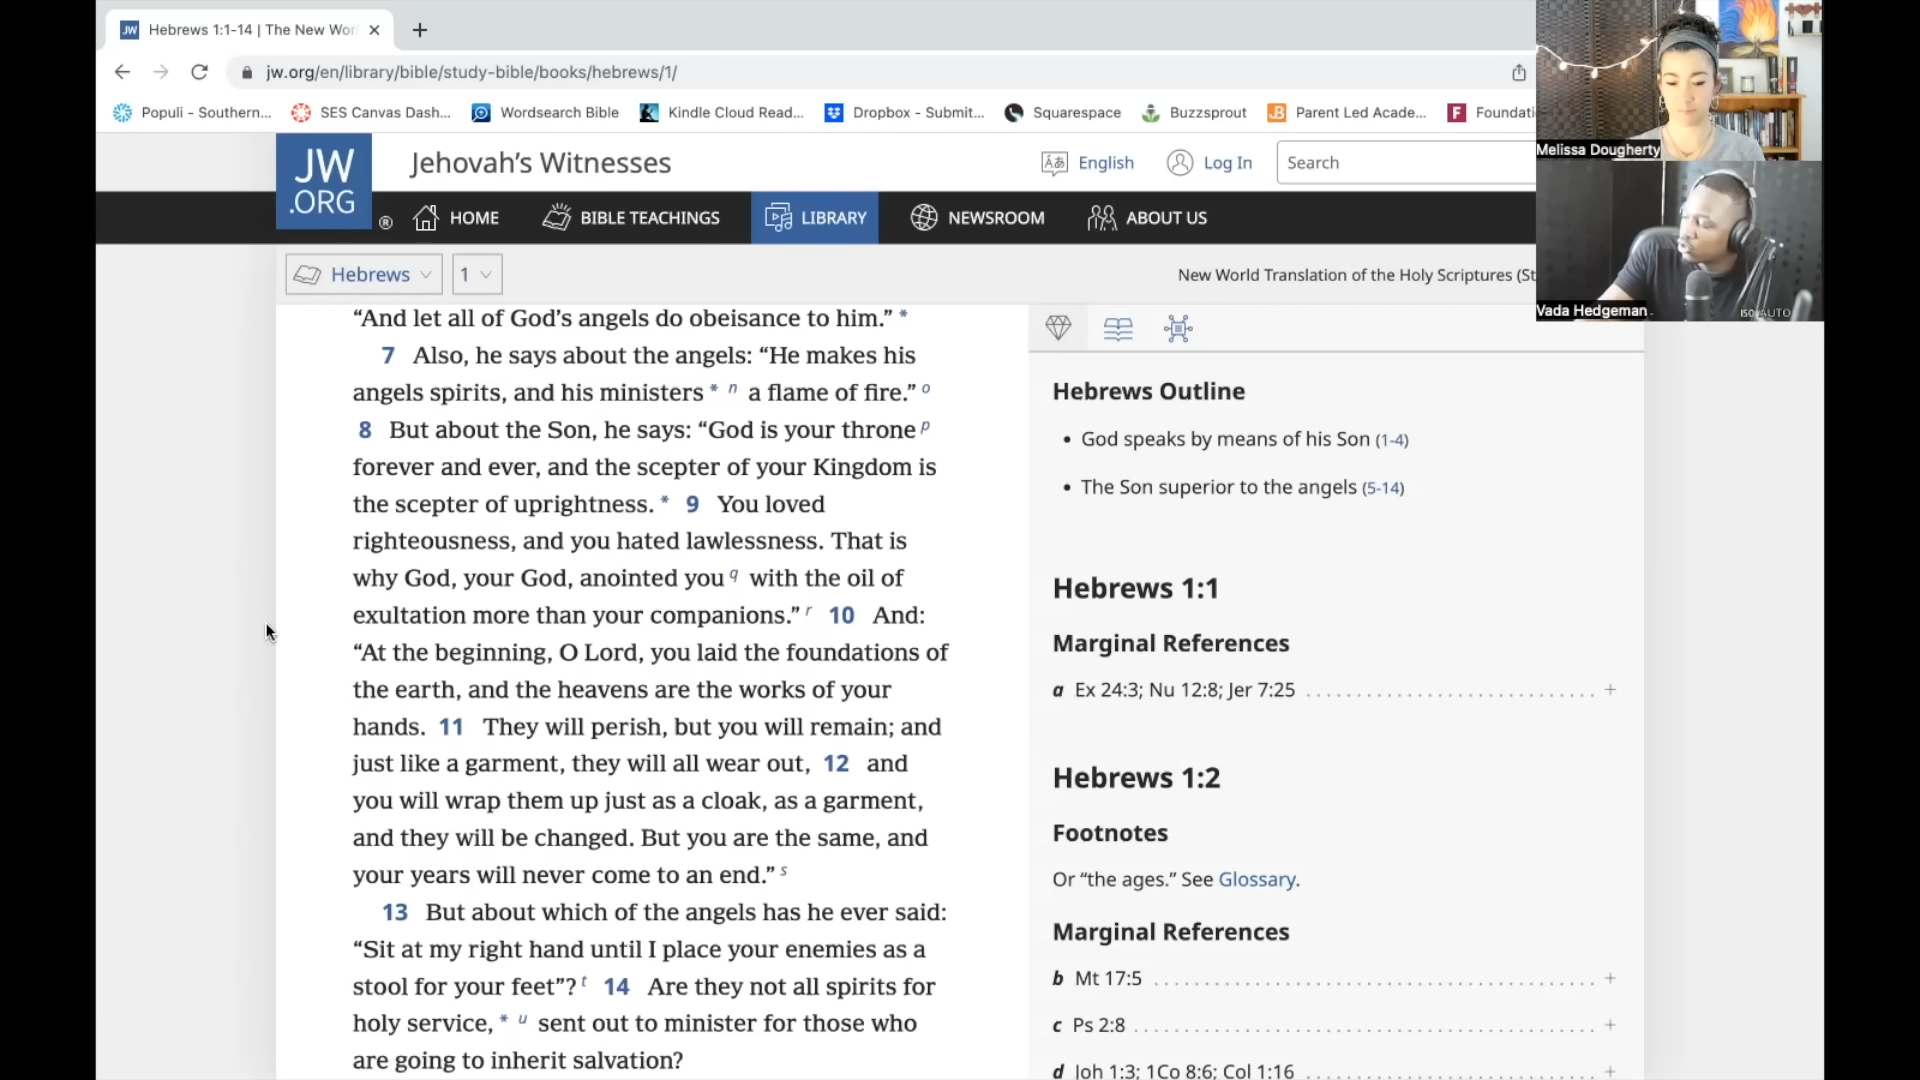 JW Hebrews 1:1-14 | The New Wor
jw.org/en/library/bible/study-bible/books/hebrews/1/
Populi - Southern... SES Canvas Dash... Wordsearch Bible Kindle Cloud Read... Dropbox - Submit... Squarespace Buzzsprout Parent Led Acade... F Foundati
JW
.ORG
®
Jehovah's Witnesses
English
Log In
Search
HOME
BIBLE TEACHINGS
LIBRARY
NEWSROOM
ABOUT US
Hebrews
1
New World Translation of the Holy Scriptures (St
“And let all of God's angels do obeisance to him.” *
7 Also, he says about the angels: “He makes his
angels spirits, and his ministers * n a flame of fire.” o
8 But about the Son, he says: “God is your throne p
forever and ever, and the scepter of your Kingdom is
the scepter of uprightness. * 9 You loved
righteousness, and you hated lawlessness. That is
why God, your God, anointed you q with the oil of
exultation more than your companions.” r 10 And:
“At the beginning, O Lord, you laid the foundations of
the earth, and the heavens are the works of your
hands. 11 They will perish, but you will remain; and
just like a garment, they will all wear out, 12 and
you will wrap them up just as a cloak, as a garment,
and they will be changed. But you are the same, and
your years will never come to an end.” s
13 But about which of the angels has he ever said:
“Sit at my right hand until I place your enemies as a
stool for your feet”? t 14 Are they not all spirits for
holy service, * u sent out to minister for those who
are going to inherit salvation?
Hebrews Outline
• God speaks by means of his Son (1-4)
• The Son superior to the angels (5-14)
Hebrews 1:1
Marginal References
a Ex 24:3; Nu 12:8; Jer 7:25 +
Hebrews 1:2
Footnotes
Or “the ages.” See Glossary.
Marginal References
b Mt 17:5 +
c Ps 2:8 +
d Joh 1:3; 1Co 8:6; Col 1:16 +
Melissa Dougherty
Vada Hedgeman
ISO AUTO